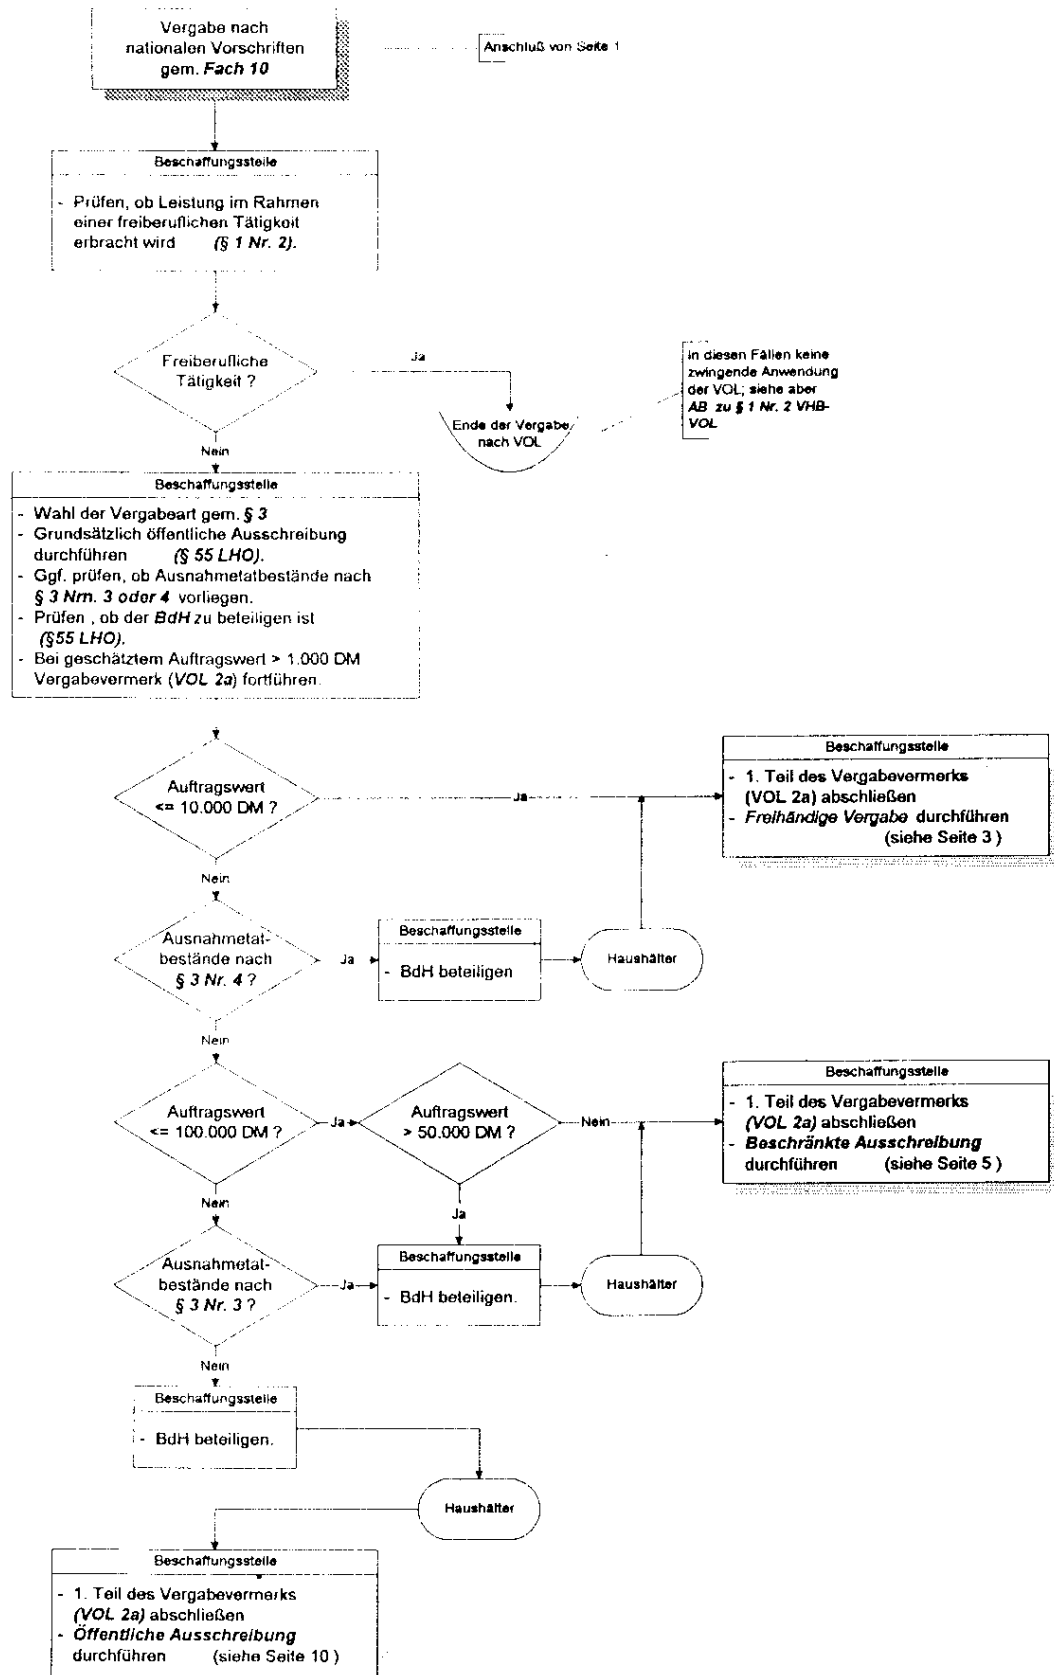 Vergabe nach
nationalen Vorschriften
gem. Fach 10
Anschluß von Seite 1
Beschaffungsstelle
- Prüfen, ob Leistung im Rahmen
einer freiberuflichen Tätigkeit
erbracht wird (§ 1 Nr. 2).
Freiberufliche
Tätigkeit ?
Ja
Ende der Vergabe
nach VOL
in diesen Fällen keine
zwingende Anwendung
der VOL; siehe aber
AB zu § 1 Nr. 2 VHB-
VOL
Nein
Beschaffungsstelle
- Wahl der Vergabeart gem. § 3
- Grundsätzlich öffentliche Ausschreibung
durchführen (§ 55 LHO).
- Ggf. prüfen, ob Ausnahmetatbestände nach
§ 3 Nrn. 3 oder 4 vorliegen.
- Prüfen , ob der BdH zu beteiligen ist
(§55 LHO).
- Bei geschätztem Auftragswert > 1.000 DM
Vergabevermerk (VOL 2a) fortführen.
Auftragswert
<= 10.000 DM ?
Ja
Beschaffungsstelle
- 1. Teil des Vergabevermerks
(VOL 2a) abschließen
- Freihändige Vergabe durchführen
(siehe Seite 3 )
Nein
Ausnahmetat-
bestände nach
§ 3 Nr. 4 ?
Ja
Beschaffungsstelle
- BdH beteiligen
Haushälter
Nein
Auftragswert
<= 100.000 DM ?
Ja
Auftragswert
> 50.000 DM ?
Nein
Beschaffungsstelle
- 1. Teil des Vergabevermerks
(VOL 2a) abschließen
- Beschränkte Ausschreibung
durchführen (siehe Seite 5 )
Nein
Ja
Ausnahmetat-
bestände nach
§ 3 Nr. 3 ?
Ja
Beschaffungsstelle
- BdH beteiligen.
Haushälter
Nein
Beschaffungsstelle
- BdH beteiligen.
Haushälter
Beschaffungsstelle
- 1. Teil des Vergabevermerks
(VOL 2a) abschließen
- Öffentliche Ausschreibung
durchführen (siehe Seite 10 )